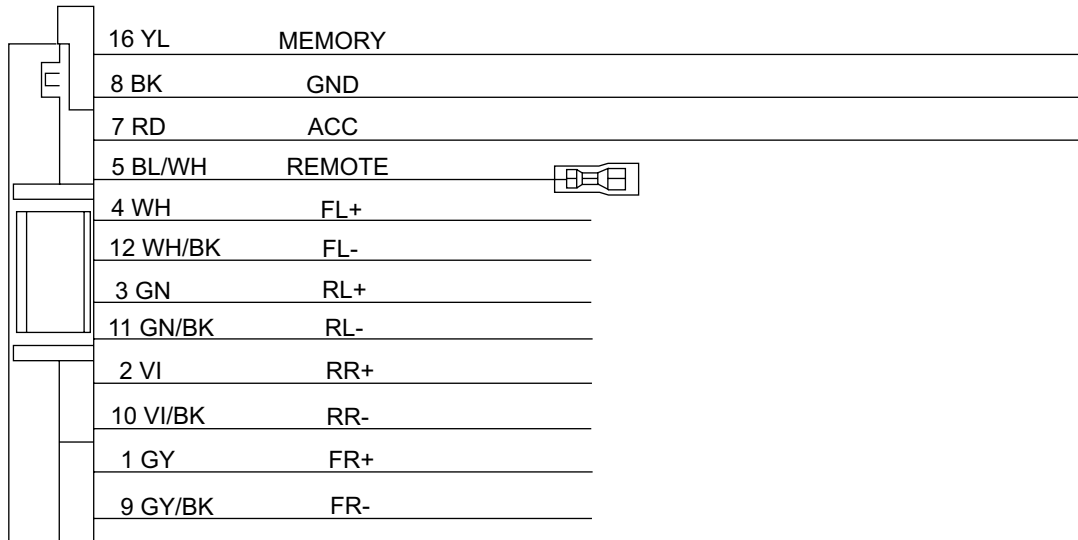 16 YL MEMORY
8 BK GND
7 RD ACC
5 BL/WH REMOTE
4 WH FL+
12 WH/BK FL-
3 GN RL+
11 GN/BK RL-
2 VI RR+
10 VI/BK RR-
1 GY FR+
9 GY/BK FR-